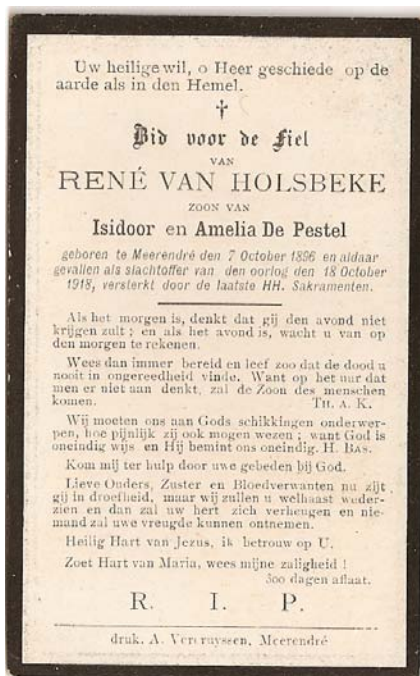 Uw heilige wil, o Heer geschiede op de
aarde als in den Hemel.
†
Bid voor de Ziel
VAN
RENÉ VAN HOLSBEKE
ZOON VAN
Isidoor en Amelia De Pestel
geboren te Meerendré den 7 October 1896 en aldaar
gevallen als slachtoffer van den oorlog den 18 October
1918, versterkt door de laatste HH. Sakramenten.
Als het morgen is, denkt dat gij den avond niet
krijgen zult ; en als het avond is, wacht u van op
den morgen te rekenen.
Wees dan immer bereid en leef zoo dat de dood u
nooit in ongereedheid vinde. Want op het uur dat
men er niet aan denkt, zal de Zoon des menschen
komen. TH. A. K.
Wij moeten ons aan Gods schikkingen onderwer-
pen, hoe pijnlijk zij ook mogen wezen ; want God is
oneindig wijs en Hij bemint ons oneindig. H. BAS.
Kom mij ter hulp door uwe gebeden bij God.
Lieve Ouders, Zuster en Bloedverwanten nu zijt
gij in droefheid, maar wij zullen u welhaast weder-
zien en dan zal uw hert zich verheugen en nie-
mand zal uwe vreugde kunnen ontnemen.
Heilig Hart van Jezus, ik betrouw op U.
Zoet Hart van Maria, wees mijne zaligheid !
300 dagen aflaat.
R. I. P.
druk. A. Vercruyssen, Meerendré